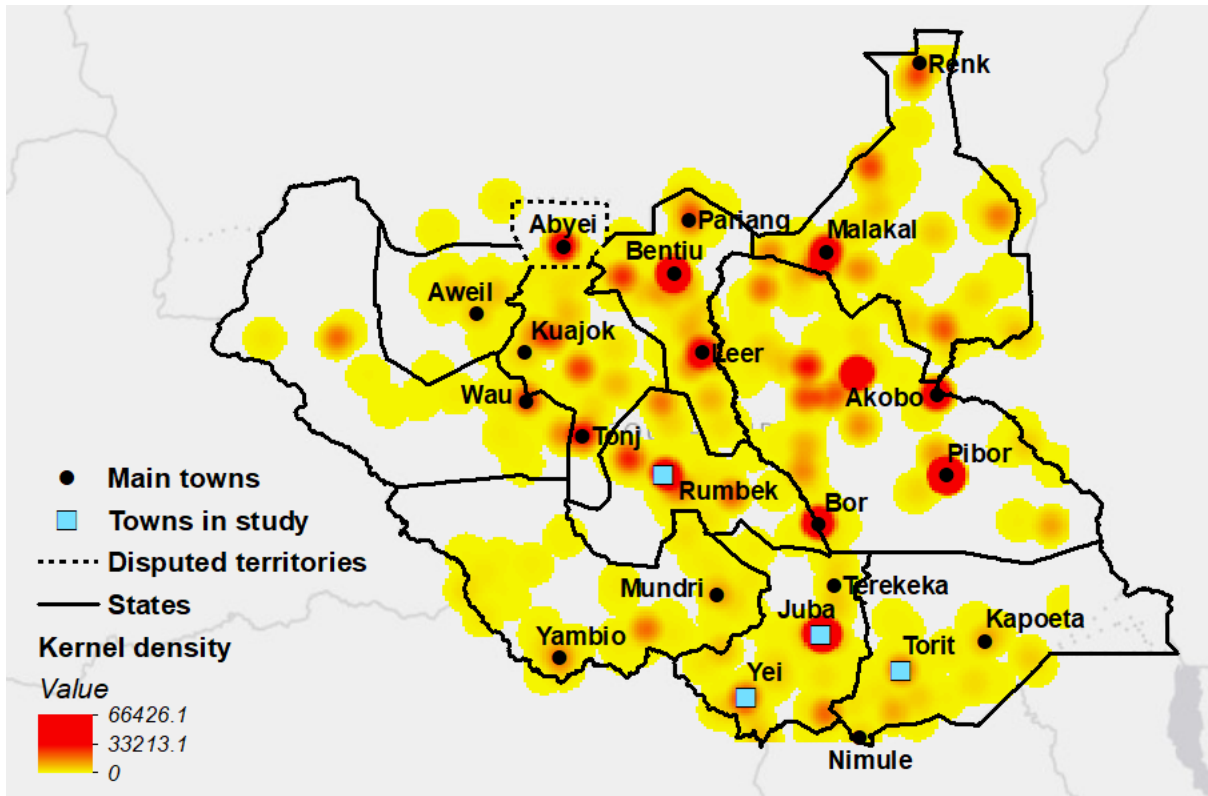 Renk
Abyei
Pariang
Malakal
Bentiu
Aweil
Kuajok
Leer
Wau
Akobo
Tonj
Pibor
Main towns
Rumbek
Bor
Towns in study
Disputed territories
Mundri
Terekeka
States
Juba
Kapoeta
Yambio
Torit
Kernel density
Yei
Value
66426.1
33213.1
0
Nimule